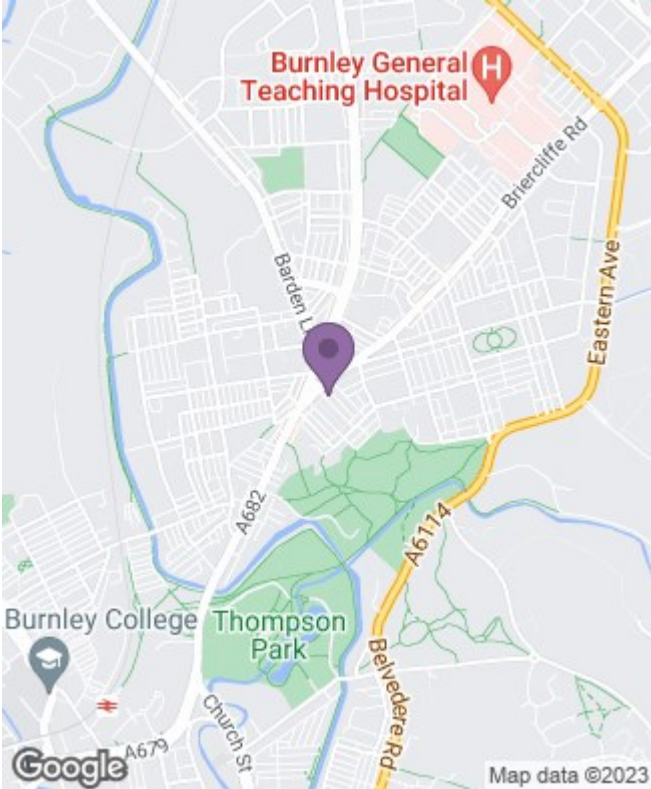 Burnley General
Teaching Hospital
H
Briercliffe Rd
Barden L
Eastern Ave
A682
A6114
Burnley College
Thompson
Park
Belvedere Rd
Church St
A679
Google
Map data ©2023